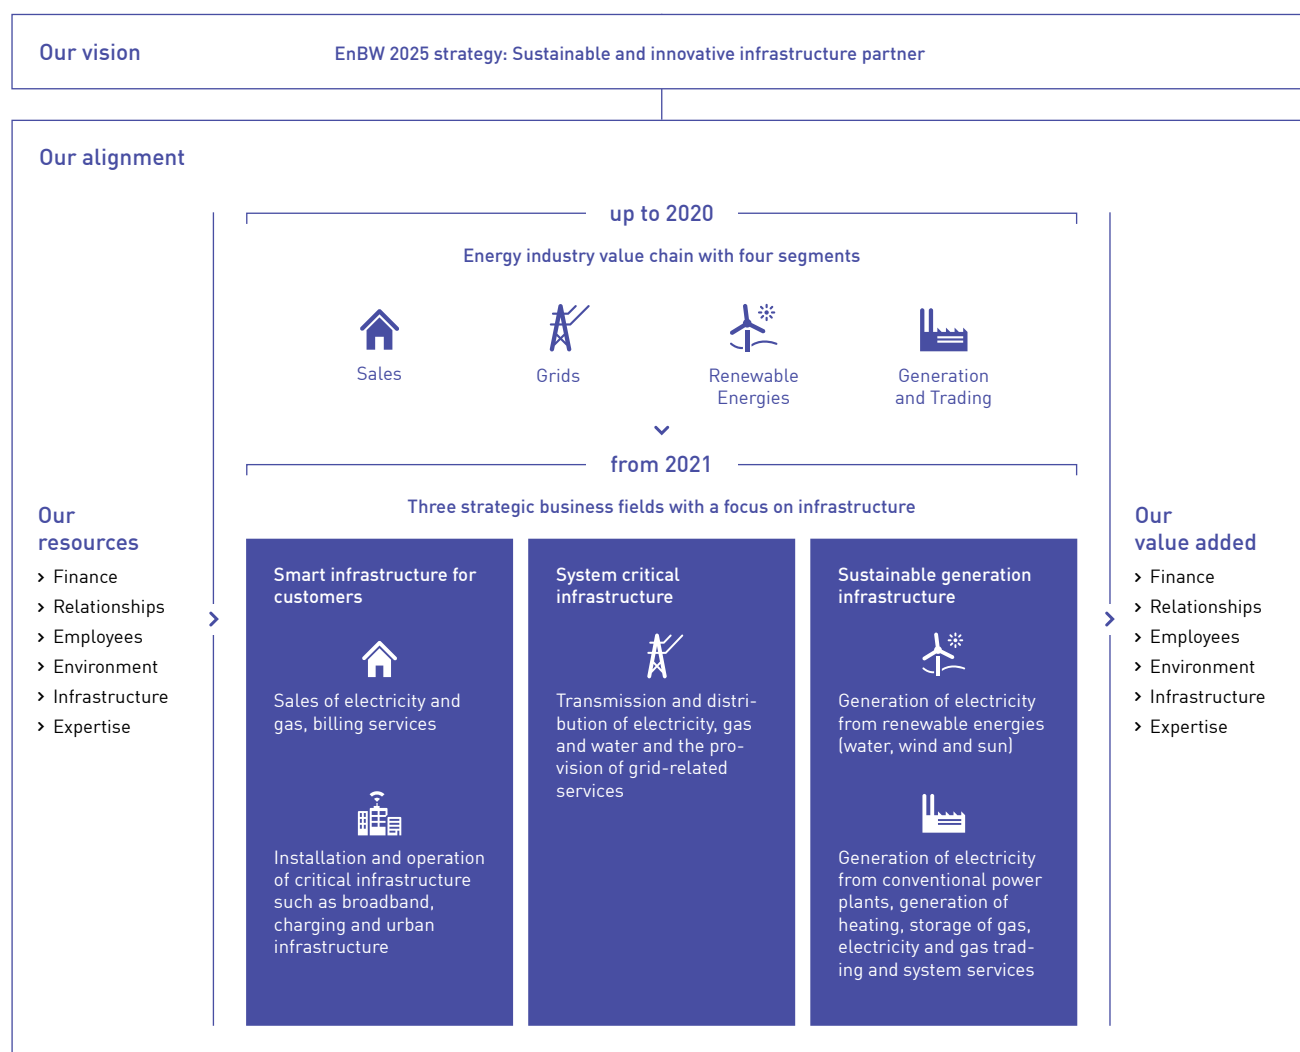 Our vision
EnBW 2025 strategy: Sustainable and innovative infrastructure partner
Our alignment
up to 2020
Energy industry value chain with four segments
Sales
Grids
Renewable
Energies
Generation
and Trading
from 2021
Three strategic business fields with a focus on infrastructure
Our
resources
Finance
Relationships
Employees
Environment
Infrastructure
Expertise
Smart infrastructure for
customers
Sales of electricity and
gas, billing services
Installation and operation
of critical infrastructure
such as broadband,
charging and urban
infrastructure
System critical
infrastructure
Transmission and distri-
bution of electricity, gas
and water and the pro-
vision of grid-related
services
Sustainable generation
infrastructure
Generation of electricity
from renewable energies
(water, wind and sun)
Generation of electricity
from conventional power
plants, generation of
heating, storage of gas,
electricity and gas trad-
ing and system services
Our
value added
Finance
Relationships
Employees
Environment
Infrastructure
Expertise